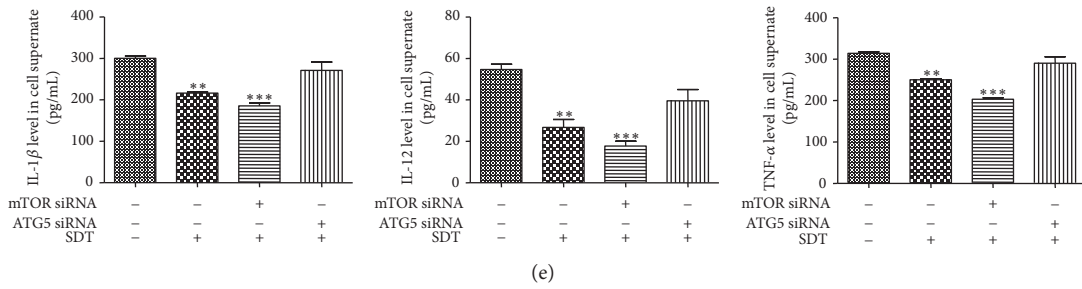 IL-1β level in cell supernate
(pg/mL)
400
300
200
100
0
**
***
mTOR siRNA – – + –
ATG5 siRNA – – – +
SDT – + + +
IL-12 level in cell supernate
(pg/mL)
80
60
40
20
0
**
***
mTOR siRNA – – + –
ATG5 siRNA – – – +
SDT – + + +
TNF-α level in cell supernate
(pg/mL)
400
300
200
100
0
**
***
mTOR siRNA – – + –
ATG5 siRNA – – – +
SDT – + + +
(e)